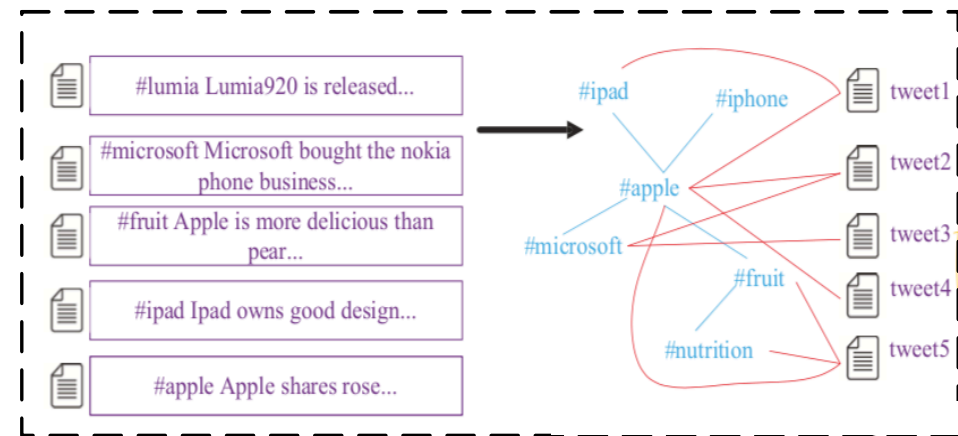 #lumia Lumia920 is released...
#microsoft Microsoft bought the nokia
phone business...
#fruit Apple is more delicious than
pear...
#ipad Ipad owns good design...
#apple Apple shares rose...
#ipad
#iphone
#apple
#microsoft
#fruit
#nutrition
tweet1
tweet2
tweet3
tweet4
tweet5